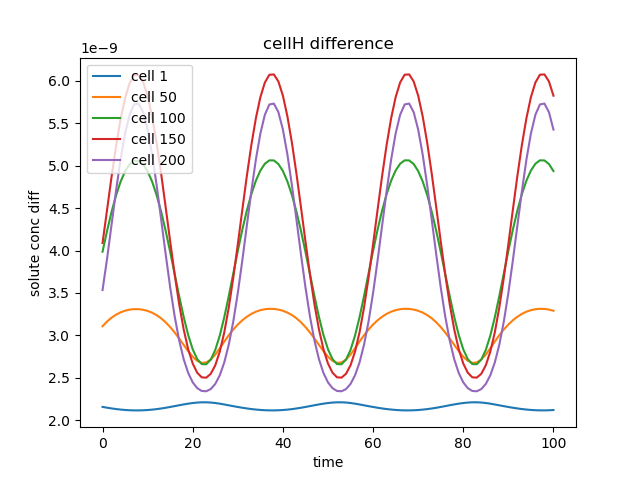 cellH difference
1e−9
cell 1
cell 50
cell 100
cell 150
cell 200
6.0
5.5
5.0
4.5
4.0
3.5
3.0
2.5
2.0
solute conc diff
0 20 40 60 80 100
time